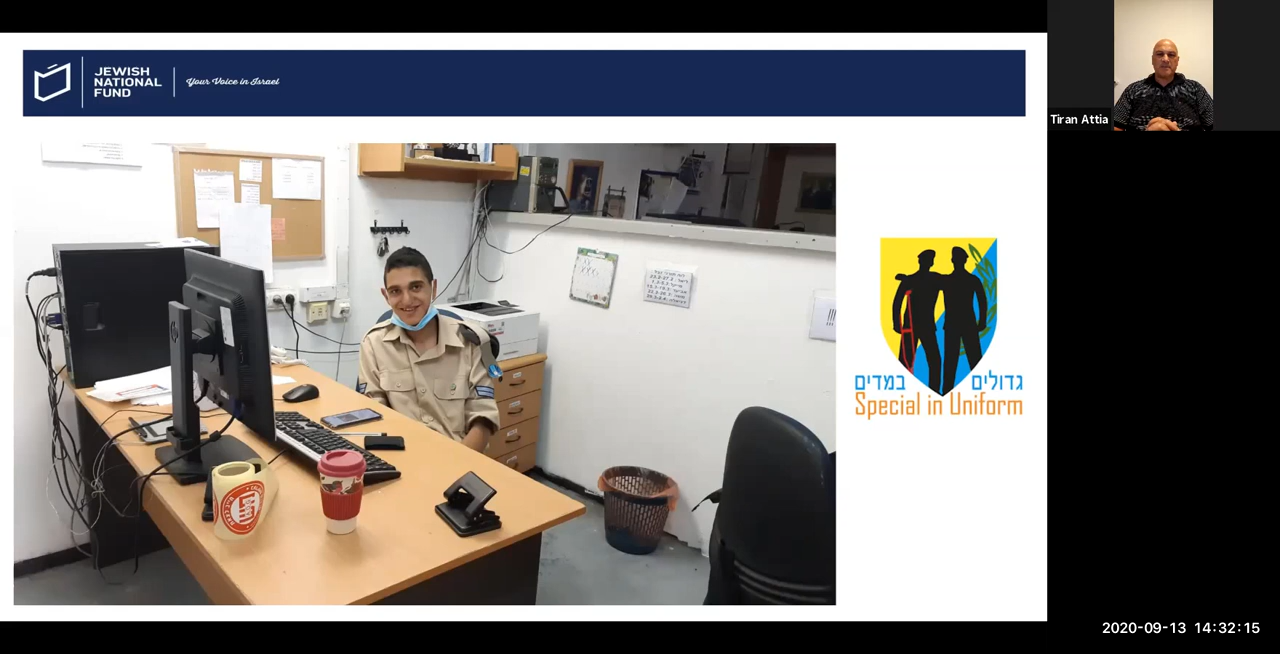 JEWISH
NATIONAL
FUND
Your Voice in Israel
Tiran Attia
גדולים במדים
Special in Uniform
2020-09-13 14:32:15